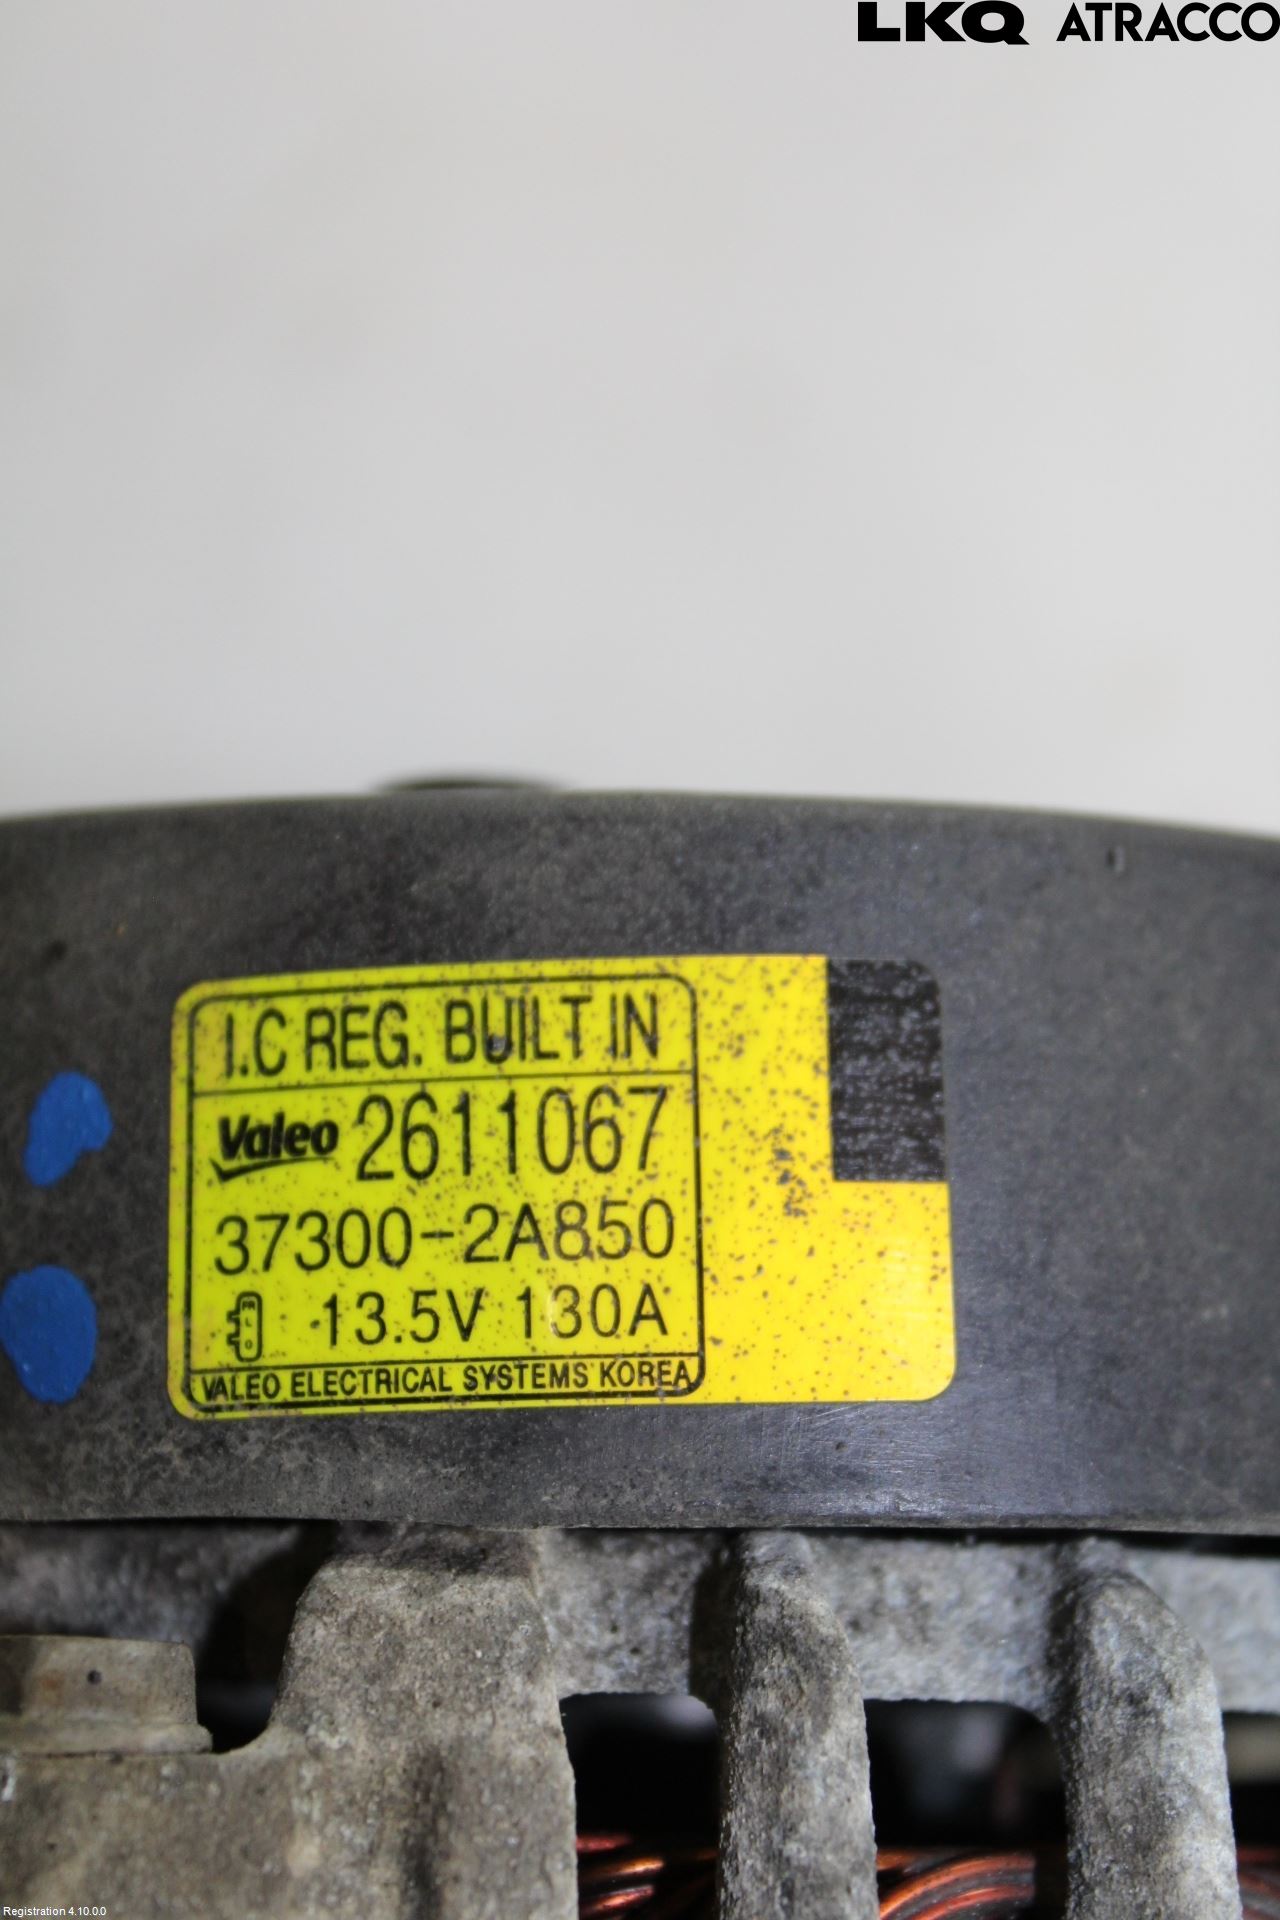 LKQ ATRACCO
I.C REG. BUILT IN
Valeo 2611067
37300-2A850
13.5V 130A
VALEO ELECTRICAL SYSTEMS KOREA
Registration 4.10.0.0